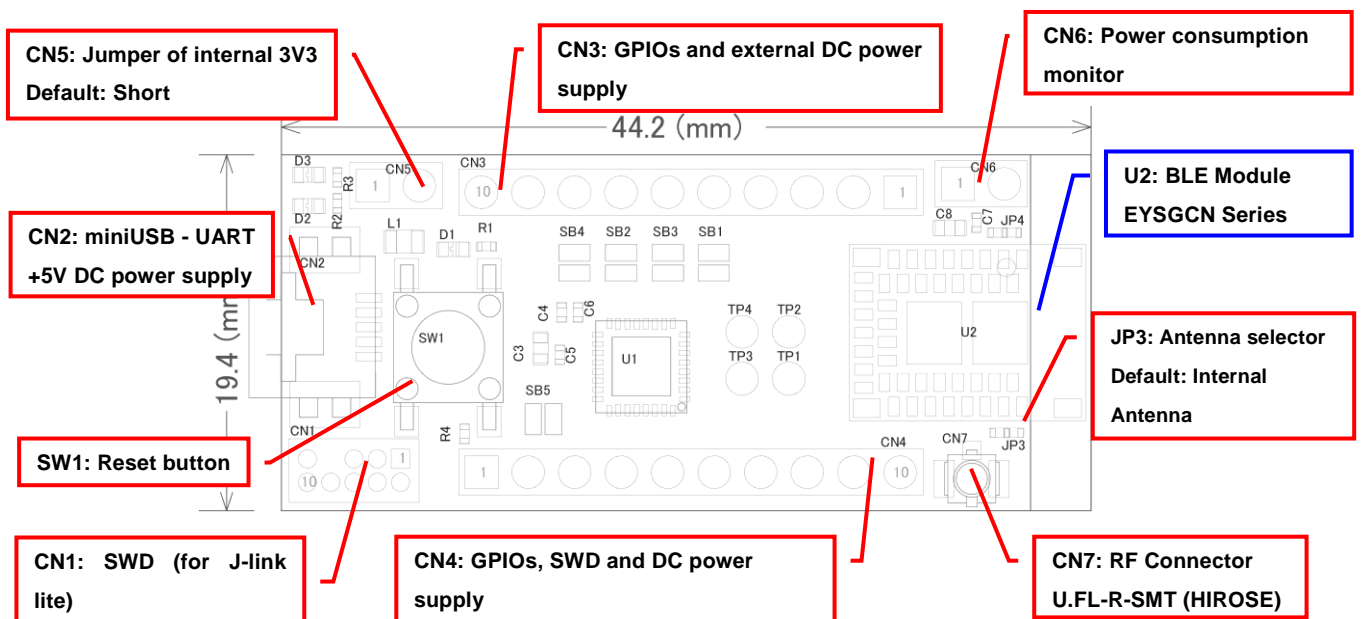 CN5: Jumper of internal 3V3
Default: Short
CN3: GPIOs and external DC power
supply
CN6: Power consumption
monitor
44.2 (mm)
D3
R3
CN5
1
CN3
10
1
CN6
1
U2: BLE Module
EYSGCN Series
D2
R2
L1
D1
R1
SB4
SB2
SB3
SB1
C8
C7
JP4
CN2: miniUSB - UART
+5V DC power supply
CN2
19.4 (mm
SW1
C4
C6
C3
C5
U1
TP4
TP2
TP3
TP1
U2
JP3: Antenna selector
Default: Internal
Antenna
SB5
R4
CN1
1
10
CN4
1
10
CN7
JP3
SW1: Reset button
CN1: SWD (for J-link
lite)
CN4: GPIOs, SWD and DC power
supply
CN7: RF Connector
U.FL-R-SMT (HIROSE)